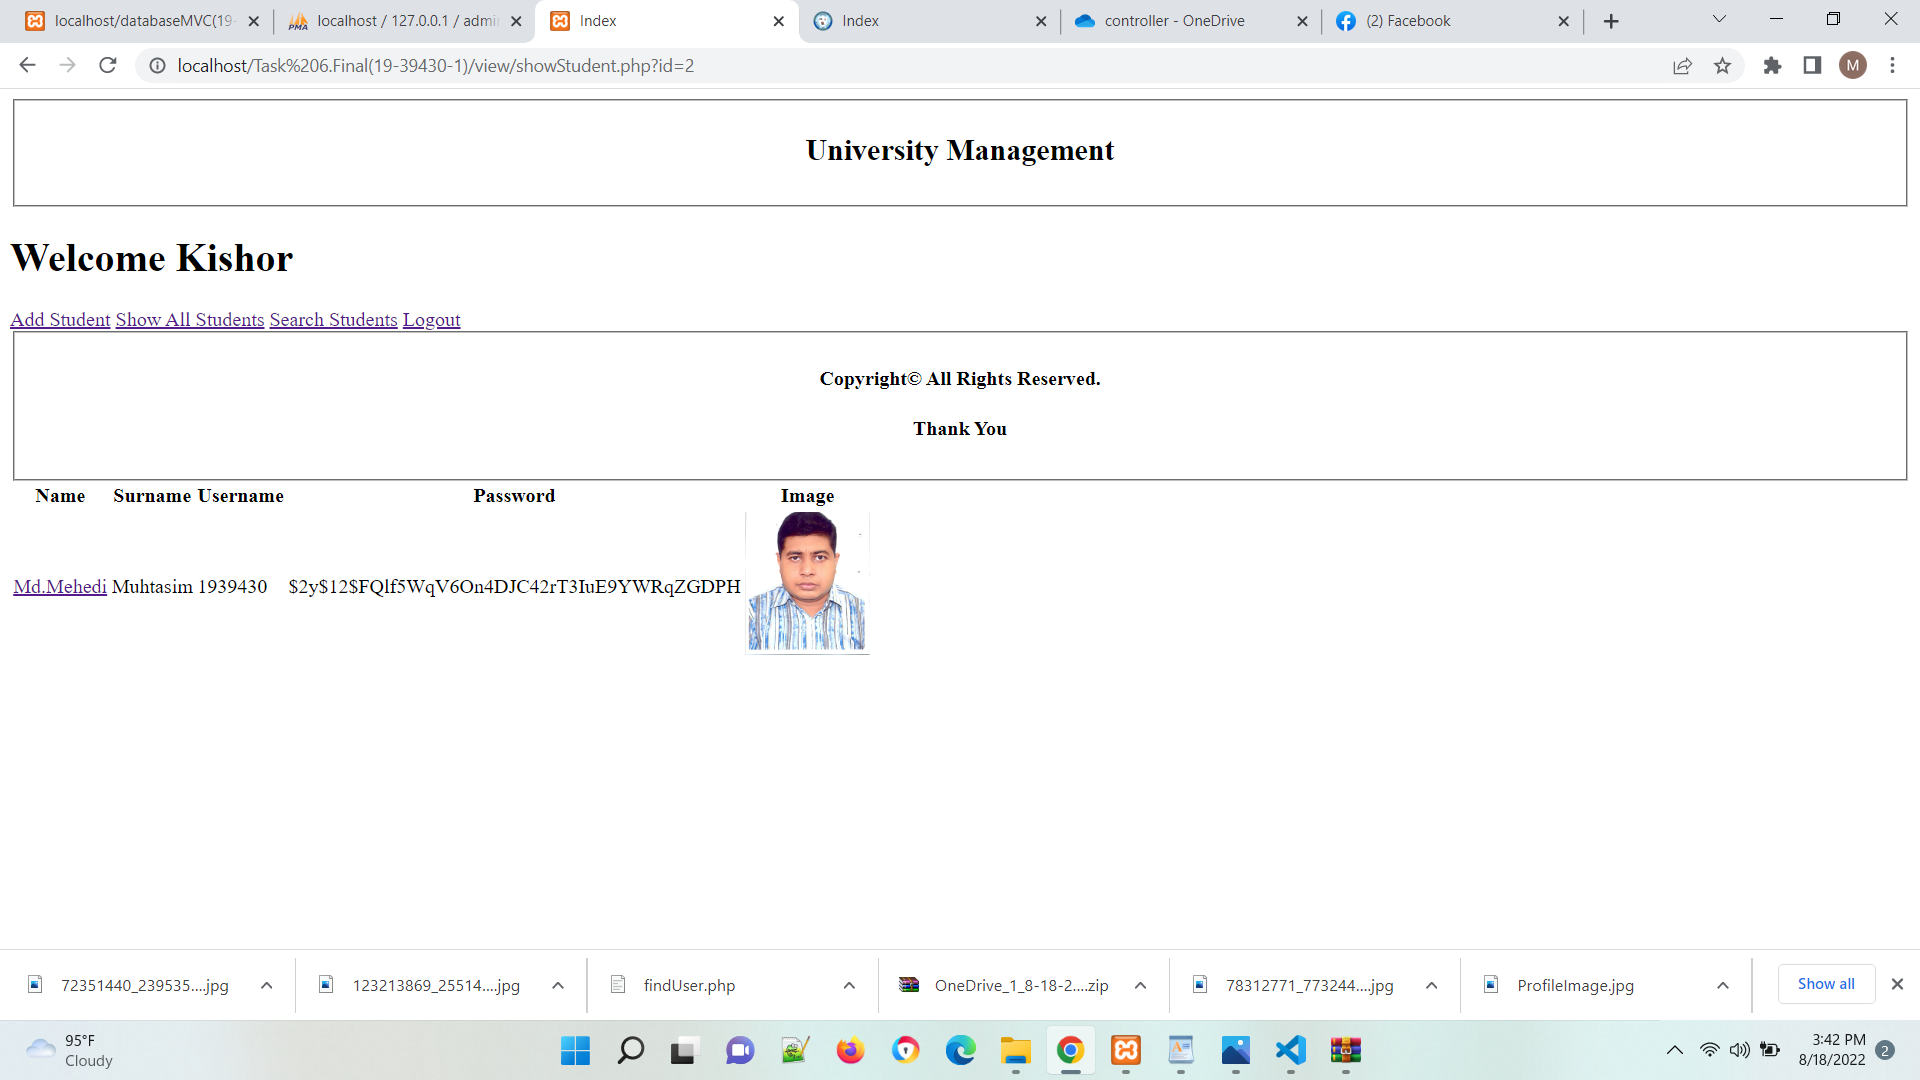 localhost/databaseMVC(19-
localhost / 127.0.0.1 / admi
Index
Index
controller - OneDrive
(2) Facebook
localhost/Task%206.Final(19-39430-1)/view/showStudent.php?id=2
M
University Management
Welcome Kishor
Add Student Show All Students Search Students Logout
Copyright© All Rights Reserved.
Thank You
Name Surname Username Password Image
Md.Mehedi Muhtasim 1939430 $2y$12$FQlf5WqV6On4DJC42rT3IuE9YWRqZGDPH
72351440_239535....jpg
123213869_25514....jpg
findUser.php
OneDrive_1_8-18-2....zip
78312771_773244....jpg
ProfileImage.jpg
Show all
95°F
Cloudy
3:42 PM
8/18/2022
2